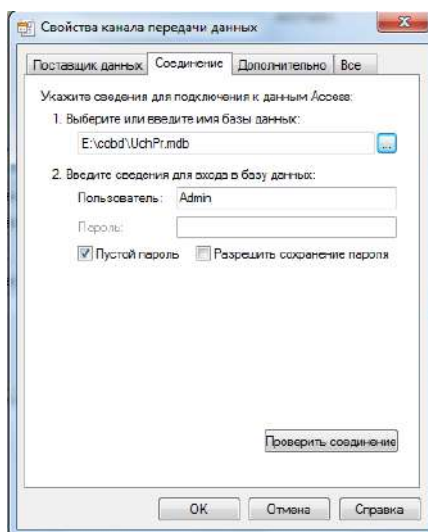 Свойства канала передачи данных
Поставщик данных Соединение Дополнительно Все
Укажите сведения для подключения к данным Access:
1. Выберите или введите имя базы данных:
E:\ccbd\UchPr.mdb ...
2. Введите сведения для входа в базу данных:
Пользователь: Admin
Пароль:
Пустой пароль Разрешить сохранение пароля
Проверить соединение
OK Отмена Справка